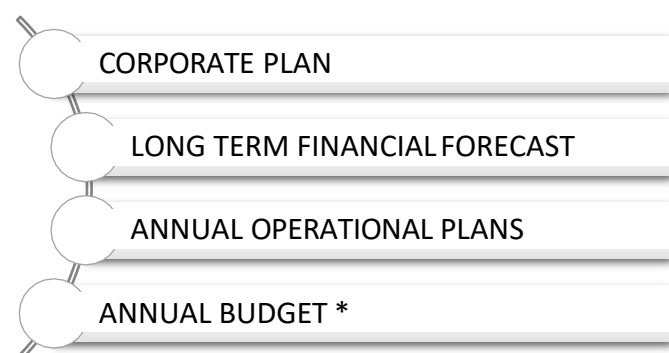 CORPORATE PLAN
LONG TERM FINANCIAL FORECAST
ANNUAL OPERATIONAL PLANS
ANNUAL BUDGET *